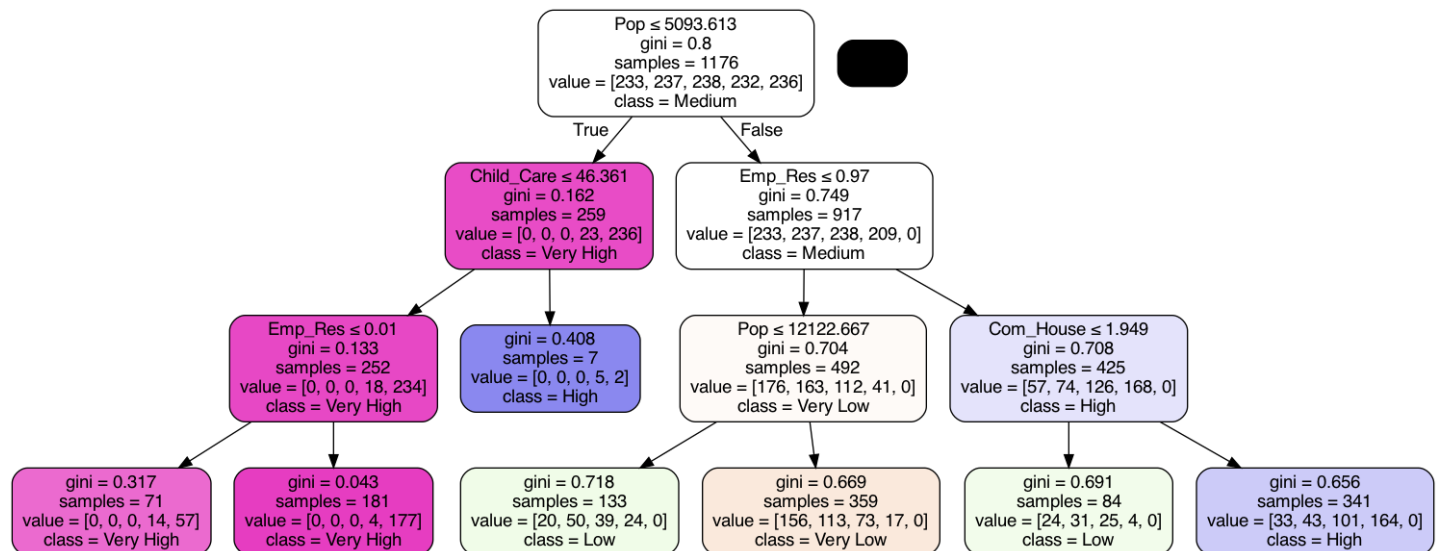 Pop ≤ 5093.613
gini = 0.8
samples = 1176
value = [233, 237, 238, 232, 236]
class = Medium
True
False
Child_Care ≤ 46.361
gini = 0.162
samples = 259
value = [0, 0, 0, 23, 236]
class = Very High
Emp_Res ≤ 0.97
gini = 0.749
samples = 917
value = [233, 237, 238, 209, 0]
class = Medium
Emp_Res ≤ 0.01
gini = 0.133
samples = 252
value = [0, 0, 0, 18, 234]
class = Very High
gini = 0.408
samples = 7
value = [0, 0, 0, 5, 2]
class = High
Pop ≤ 12122.667
gini = 0.704
samples = 492
value = [176, 163, 112, 41, 0]
class = Very Low
Com_House ≤ 1.949
gini = 0.708
samples = 425
value = [57, 74, 126, 168, 0]
class = High
gini = 0.317
samples = 71
value = [0, 0, 0, 14, 57]
class = Very High
gini = 0.043
samples = 181
value = [0, 0, 0, 4, 177]
class = Very High
gini = 0.718
samples = 133
value = [20, 50, 39, 24, 0]
class = Low
gini = 0.669
samples = 359
value = [156, 113, 73, 17, 0]
class = Very Low
gini = 0.691
samples = 84
value = [24, 31, 25, 4, 0]
class = Low
gini = 0.656
samples = 341
value = [33, 43, 101, 164, 0]
class = High